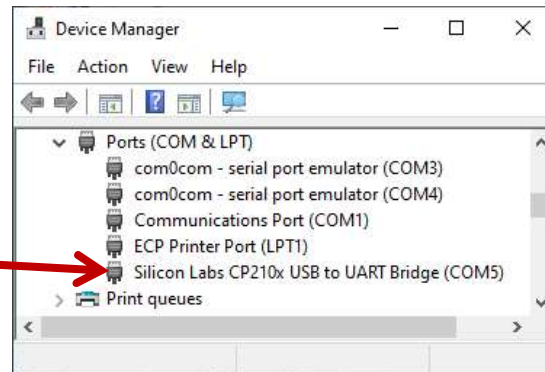 Device Manager
File Action View Help
Ports (COM & LPT)
com0com - serial port emulator (COM3)
com0com - serial port emulator (COM4)
Communications Port (COM1)
ECP Printer Port (LPT1)
Silicon Labs CP210x USB to UART Bridge (COM5)
Print queues